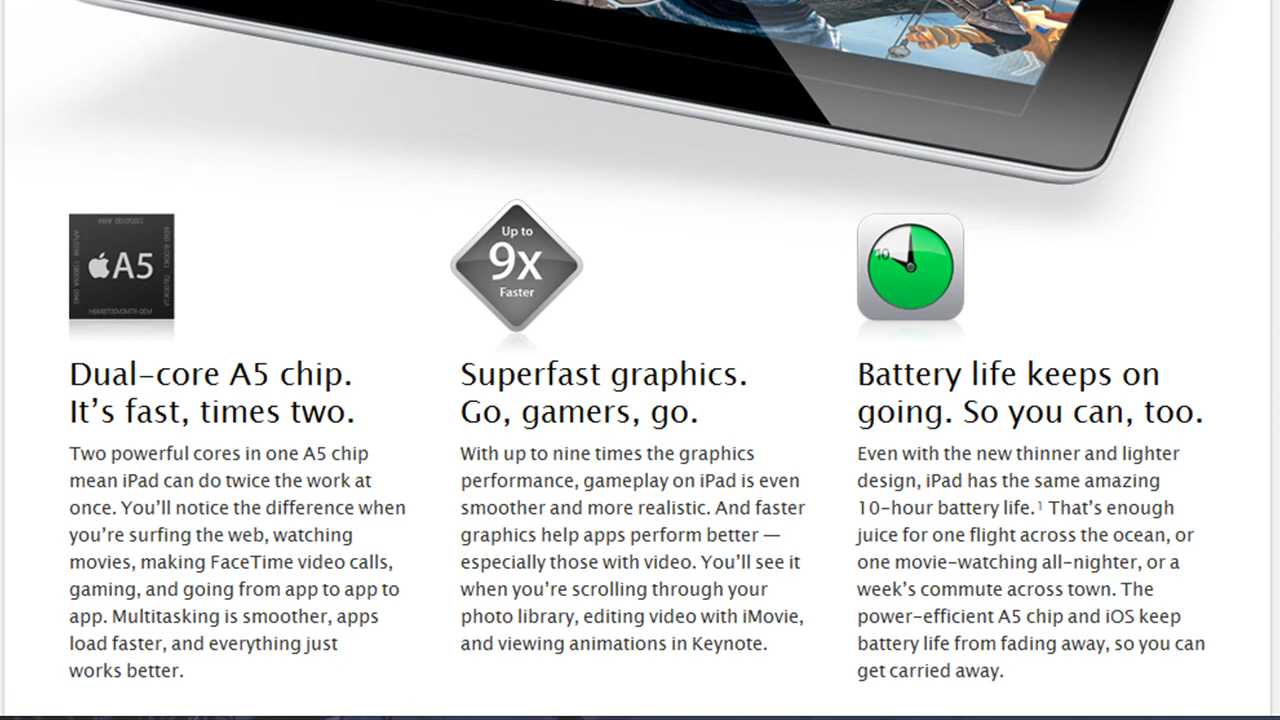 A5
Up to
9x
Faster
10
Dual-core A5 chip.
It's fast, times two.
Two powerful cores in one A5 chip
mean iPad can do twice the work at
once. You'll notice the difference when
you're surfing the web, watching
movies, making FaceTime video calls,
gaming, and going from app to app to
app. Multitasking is smoother, apps
load faster, and everything just
works better.
Superfast graphics.
Go, gamers, go.
With up to nine times the graphics
performance, gameplay on iPad is even
smoother and more realistic. And faster
graphics help apps perform better —
especially those with video. You'll see it
when you're scrolling through your
photo library, editing video with iMovie,
and viewing animations in Keynote.
Battery life keeps on
going. So you can, too.
Even with the new thinner and lighter
design, iPad has the same amazing
10-hour battery life.¹ That's enough
juice for one flight across the ocean, or
one movie-watching all-nighter, or a
week's commute across town. The
power-efficient A5 chip and iOS keep
battery life from fading away, so you can
get carried away.